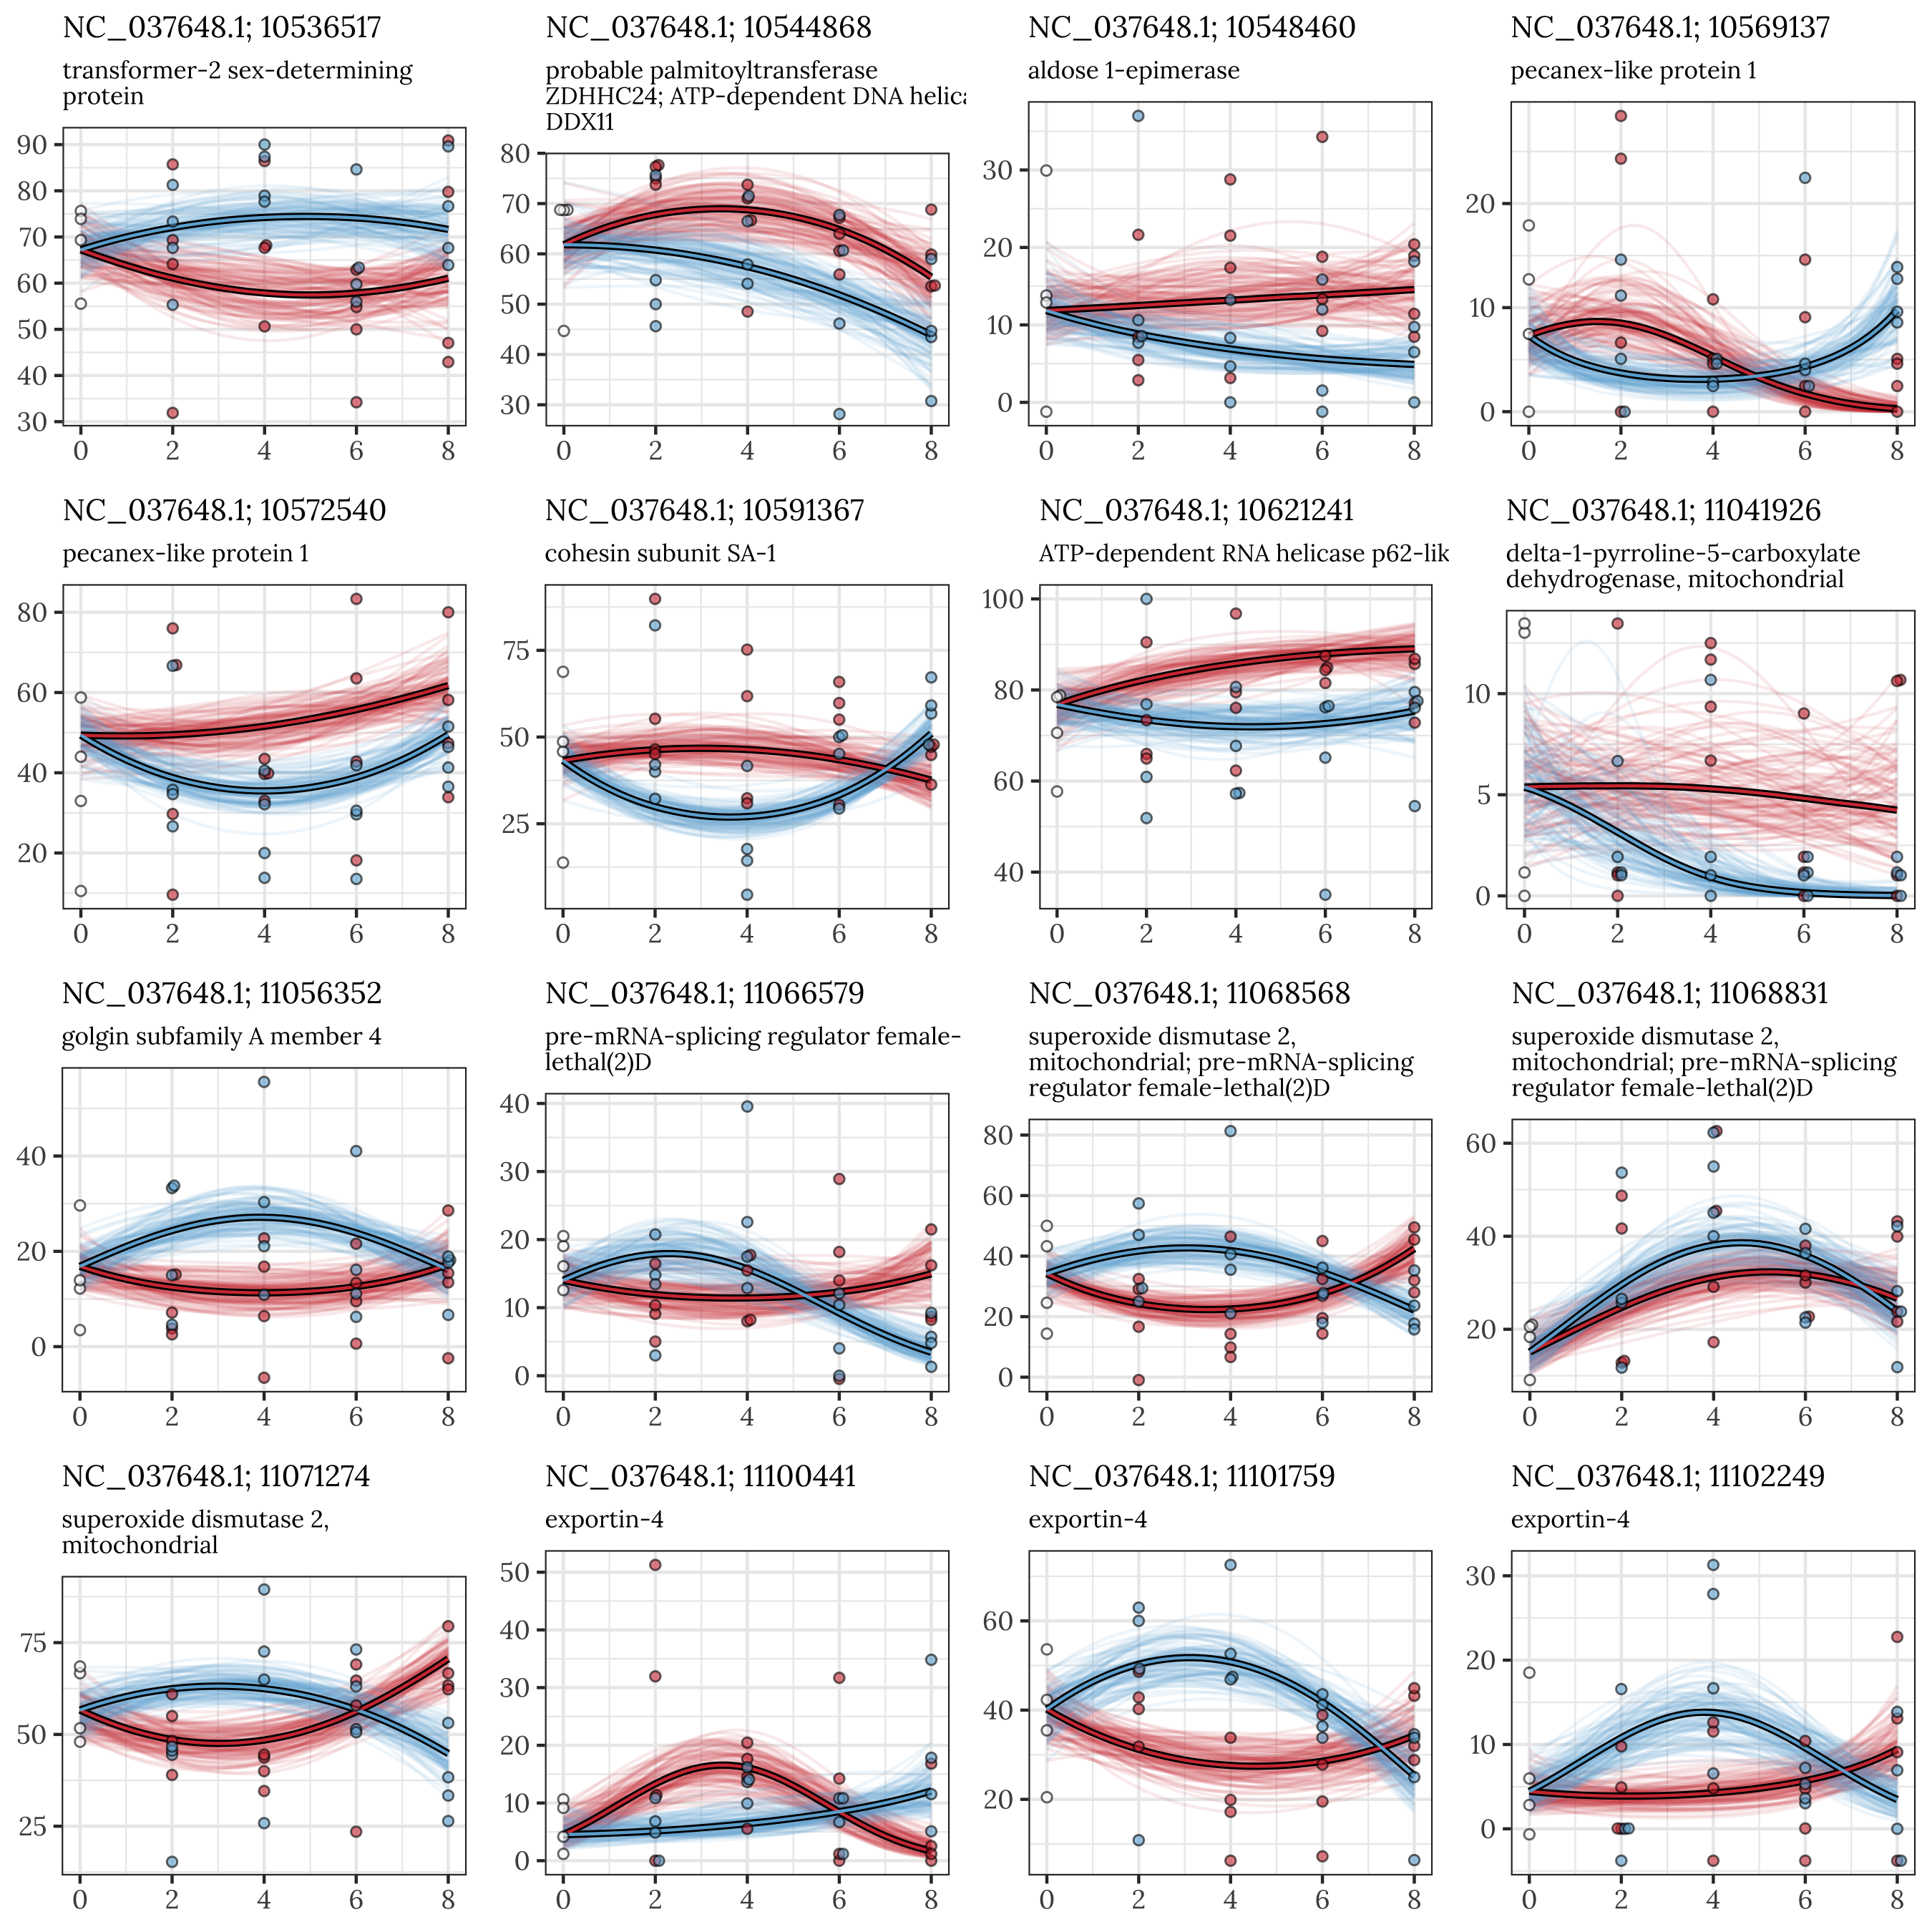 NC_037648.1; 10536517
transformer-2 sex-determining
protein
90
80
70
60
50
40
30
0 2 4 6 8
NC_037648.1; 10544868
probable palmitoyltransferase
ZDHHC24; ATP-dependent DNA helica
DDX11
80
70
60
50
40
30
0 2 4 6 8
NC_037648.1; 10548460
aldose 1-epimerase
30
20
10
0
0 2 4 6 8
NC_037648.1; 10569137
pecanex-like protein 1
20
10
0
0 2 4 6 8
NC_037648.1; 10572540
pecanex-like protein 1
80
60
40
20
0 2 4 6 8
NC_037648.1; 10591367
cohesin subunit SA-1
75
50
25
0 2 4 6 8
NC_037648.1; 10621241
ATP-dependent RNA helicase p62-lik
100
80
60
40
0 2 4 6 8
NC_037648.1; 11041926
delta-1-pyrroline-5-carboxylate
dehydrogenase, mitochondrial
10
5
0
0 2 4 6 8
NC_037648.1; 11056352
golgin subfamily A member 4
40
20
0
0 2 4 6 8
NC_037648.1; 11066579
pre-mRNA-splicing regulator female-
lethal(2)D
40
30
20
10
0
0 2 4 6 8
NC_037648.1; 11068568
superoxide dismutase 2,
mitochondrial; pre-mRNA-splicing
regulator female-lethal(2)D
80
60
40
20
0
0 2 4 6 8
NC_037648.1; 11068831
superoxide dismutase 2,
mitochondrial; pre-mRNA-splicing
regulator female-lethal(2)D
60
40
20
0 2 4 6 8
NC_037648.1; 11071274
superoxide dismutase 2,
mitochondrial
75
50
25
0 2 4 6 8
NC_037648.1; 11100441
exportin-4
50
40
30
20
10
0
0 2 4 6 8
NC_037648.1; 11101759
exportin-4
60
40
20
0 2 4 6 8
NC_037648.1; 11102249
exportin-4
30
20
10
0
0 2 4 6 8